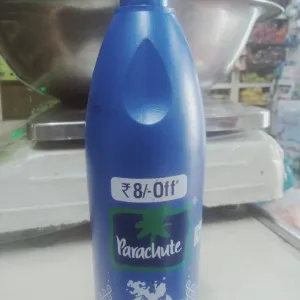 ₹ 8/- Off*
Parachute